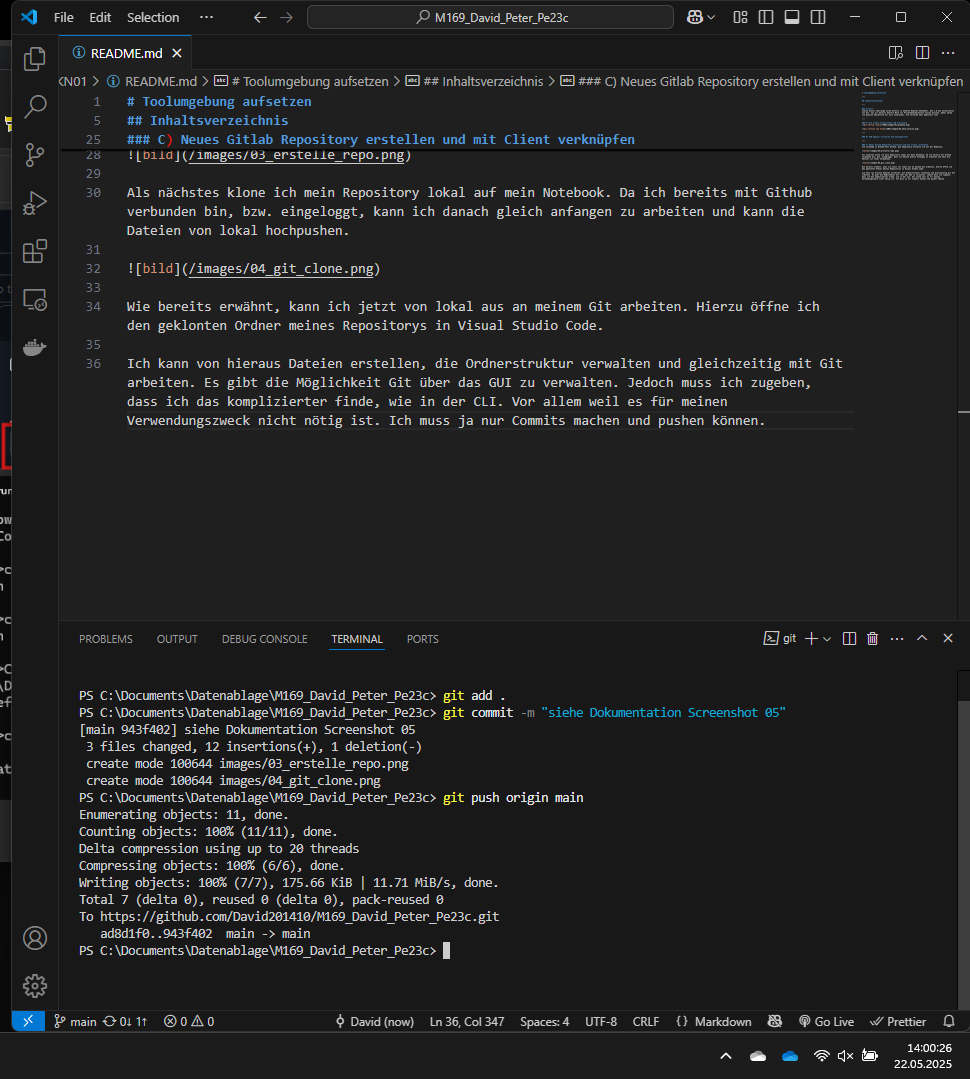 File Edit Selection ··· M169_David_Peter_Pe23c
README.md
KN01 > README.md > # Toolumgebung aufsetzen > ## Inhaltsverzeichnis > ### C) Neues Gitlab Repository erstellen und mit Client verknüpfen
1 # Toolumgebung aufsetzen
5 ## Inhaltsverzeichnis
25 ### C) Neues Gitlab Repository erstellen und mit Client verknüpfen
28 ![bild](/images/03_erstelle_repo.png)
29
30 Als nächstes klone ich mein Repository lokal auf mein Notebook. Da ich bereits mit Github
verbunden bin, bzw. eingeloggt, kann ich danach gleich anfangen zu arbeiten und kann die
Dateien von lokal hochpushen.
31
32 ![bild](/images/04_git_clone.png)
33
34 Wie bereits erwähnt, kann ich jetzt von lokal aus an meinem Git arbeiten. Hierzu öffne ich
den geklonten Ordner meines Repositorys in Visual Studio Code.
35
36 Ich kann von hieraus Dateien erstellen, die Ordnerstruktur verwalten und gleichzeitig mit Git
arbeiten. Es gibt die Möglichkeit Git über das GUI zu verwalten. Jedoch muss ich zugeben,
dass ich das komplizierter finde, wie in der CLI. Vor allem weil es für meinen
Verwendungszweck nicht nötig ist. Ich muss ja nur Commits machen und pushen können.
PROBLEMS OUTPUT DEBUG CONSOLE TERMINAL PORTS git
PS C:\Documents\Datenablage\M169_David_Peter_Pe23c> git add .
PS C:\Documents\Datenablage\M169_David_Peter_Pe23c> git commit -m "siehe Dokumentation Screenshot 05"
[main 943f402] siehe Dokumentation Screenshot 05
3 files changed, 12 insertions(+), 1 deletion(-)
create mode 100644 images/03_erstelle_repo.png
create mode 100644 images/04_git_clone.png
PS C:\Documents\Datenablage\M169_David_Peter_Pe23c> git push origin main
Enumerating objects: 11, done.
Counting objects: 100% (11/11), done.
Delta compression using up to 20 threads
Compressing objects: 100% (6/6), done.
Writing objects: 100% (7/7), 175.66 KiB | 11.71 MiB/s, done.
Total 7 (delta 0), reused 0 (delta 0), pack-reused 0
To https://github.com/David201410/M169_David_Peter_Pe23c.git
ad8d1f0..943f402 main -> main
PS C:\Documents\Datenablage\M169_David_Peter_Pe23c>
main 0↓ 1↑ 0 0 David (now) Ln 36, Col 347 Spaces: 4 UTF-8 CRLF {} Markdown Go Live Prettier
14:00:26
22.05.2025